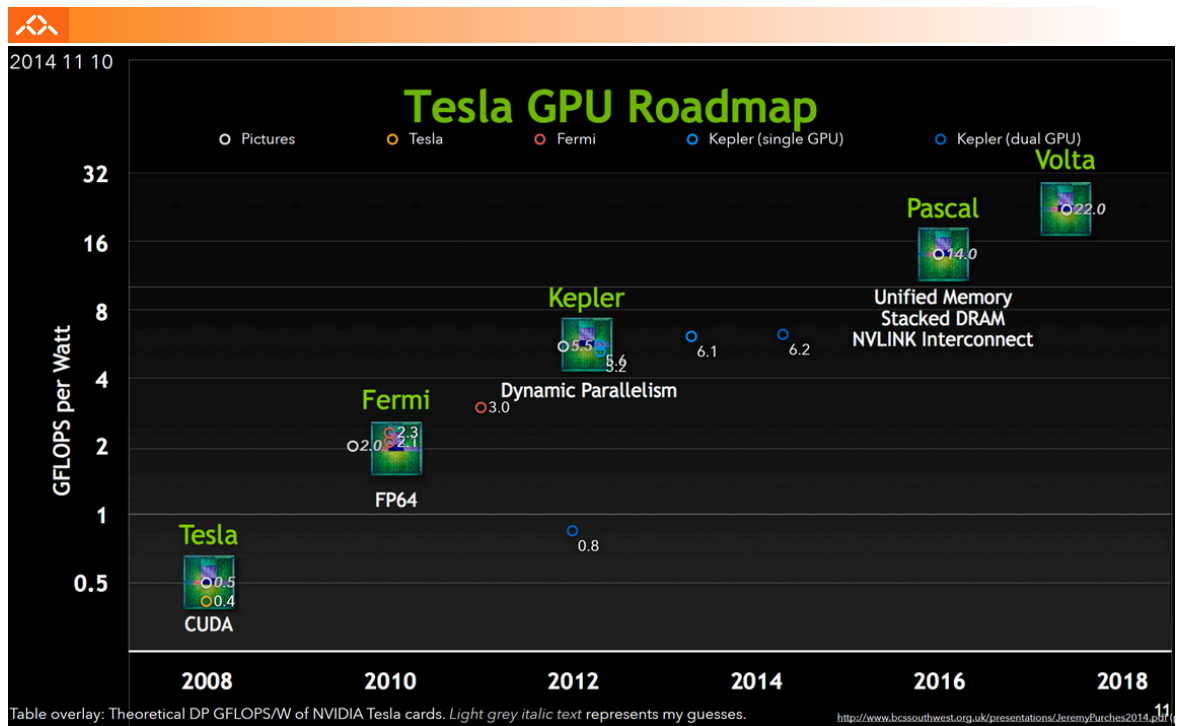 2014 11 10
Tesla GPU Roadmap
Pictures
Tesla
Fermi
Kepler (single GPU)
Kepler (dual GPU)
Volta
32
22.0
Pascal
16
14.0
Kepler
Unified Memory
Stacked DRAM
NVLINK Interconnect
8
5.5
5.6
5.2
6.1
6.2
GFLOPS per Watt
4
Dynamic Parallelism
Fermi
3.0
2
2.0
2.3
2.1
FP64
1
Tesla
0.8
0.5
0.5
0.4
CUDA
2008
2010
2012
2014
2016
2018
Table overlay: Theoretical DP GFLOPS/W of NVIDIA Tesla cards. Light grey italic text represents my guesses.
http://www.bcssouthwest.org.uk/presentations/JeremyPurches2014.pdf
11